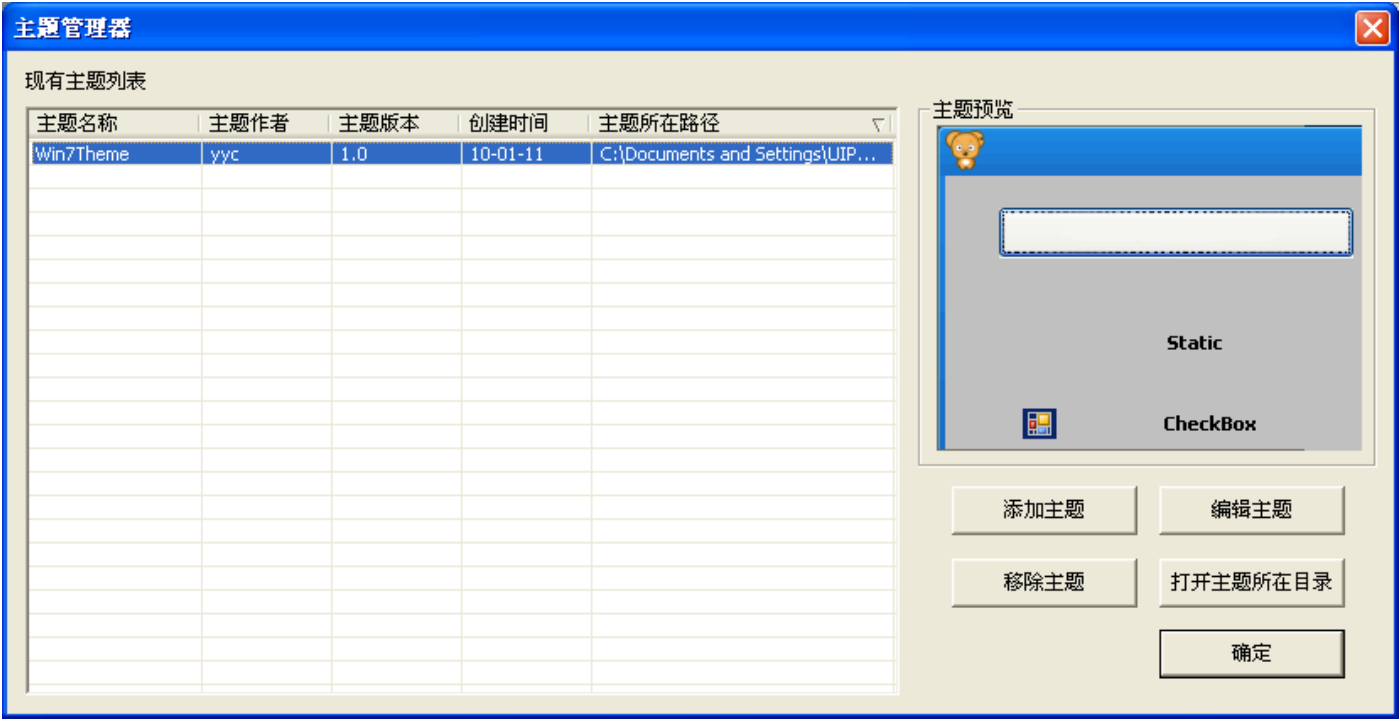 主题管理器
现有主题列表
主题名称 主题作者 主题版本 创建时间 主题所在路径
Win7Theme yyc 1.0 10-01-11 C:\Documents and Settings\UIP...
主题预览
Static
CheckBox
添加主题 编辑主题
移除主题 打开主题所在目录
确定